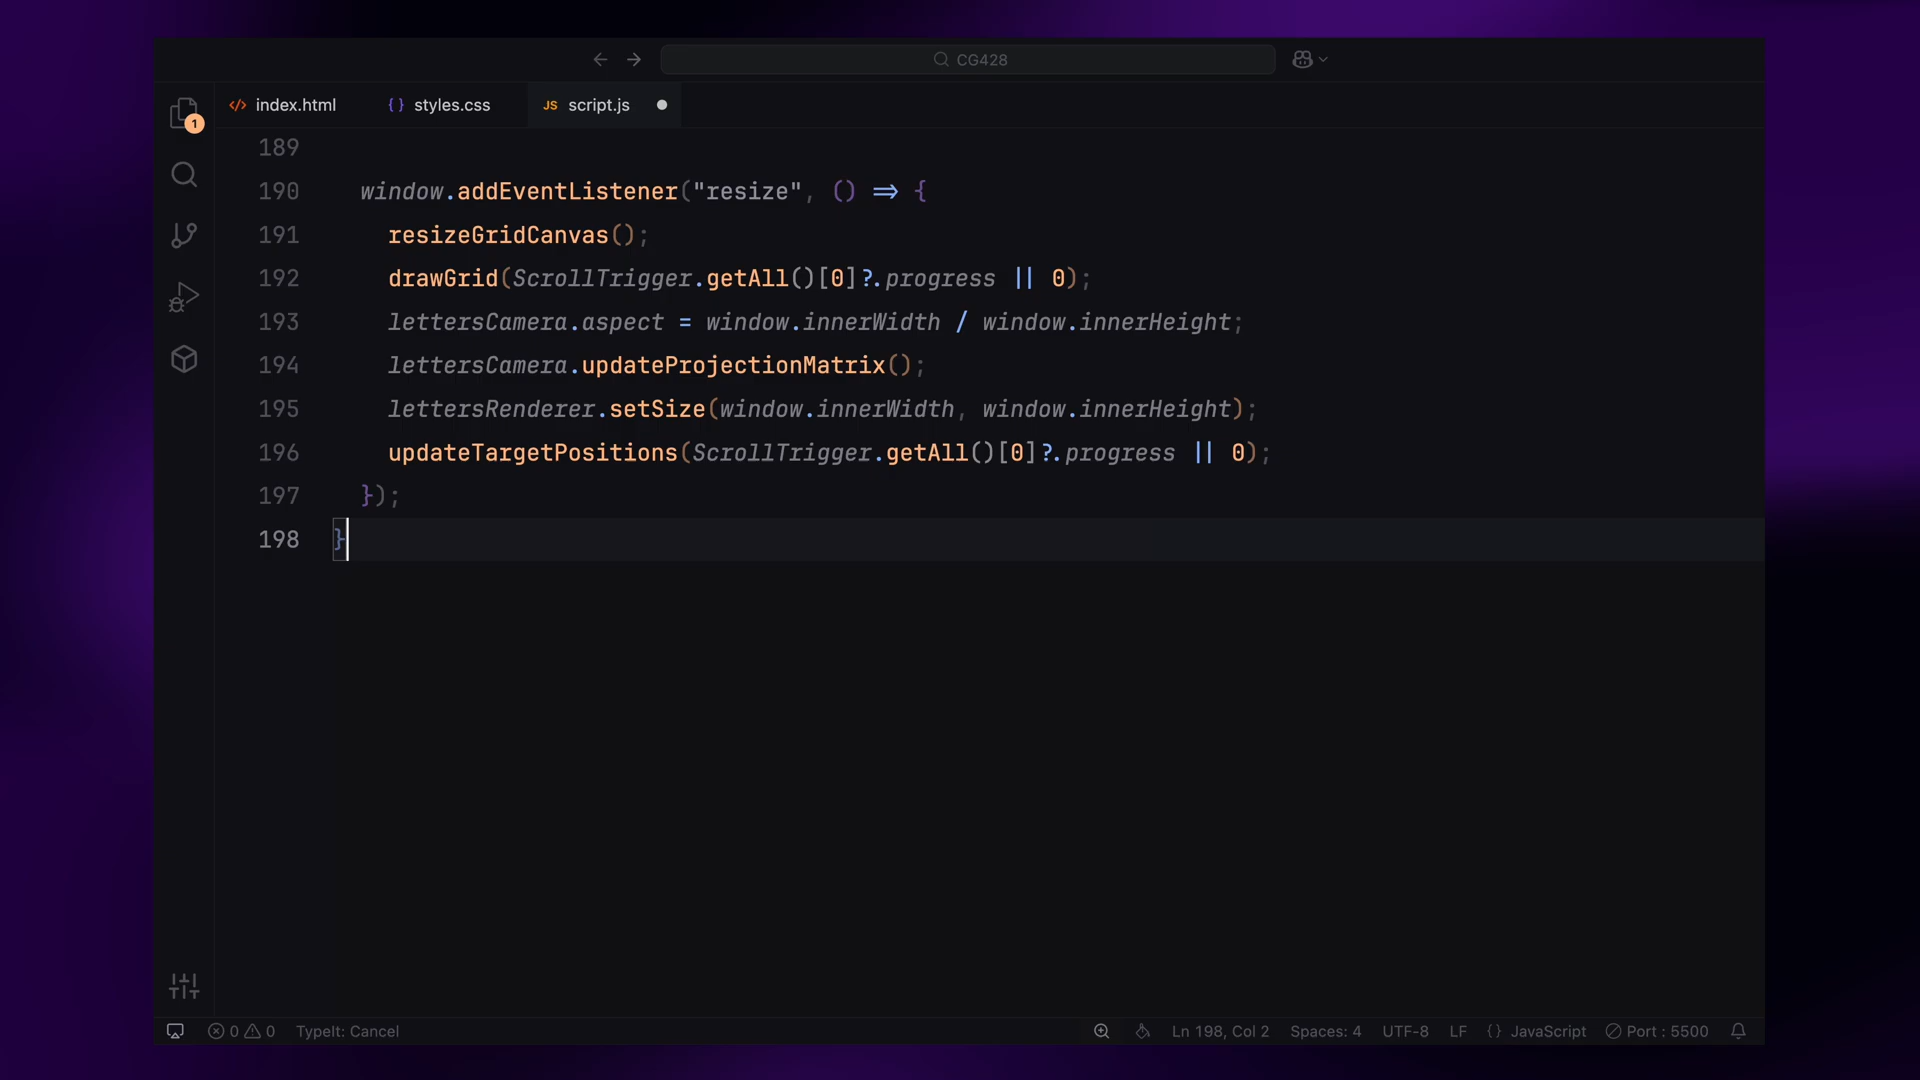 CG428
index.html
styles.css
JS script.js
1
189
190 window.addEventListener("resize", () => {
191 resizeGridCanvas();
192 drawGrid(ScrollTrigger.getAll()[0]?.progress || 0);
193 lettersCamera.aspect = window.innerWidth / window.innerHeight;
194 lettersCamera.updateProjectionMatrix();
195 lettersRenderer.setSize(window.innerWidth, window.innerHeight);
196 updateTargetPositions(ScrollTrigger.getAll()[0]?.progress || 0);
197 });
198 }
0 0 TypeIt: Cancel Ln 198, Col 2 Spaces: 4 UTF-8 LF {} JavaScript Port : 5500